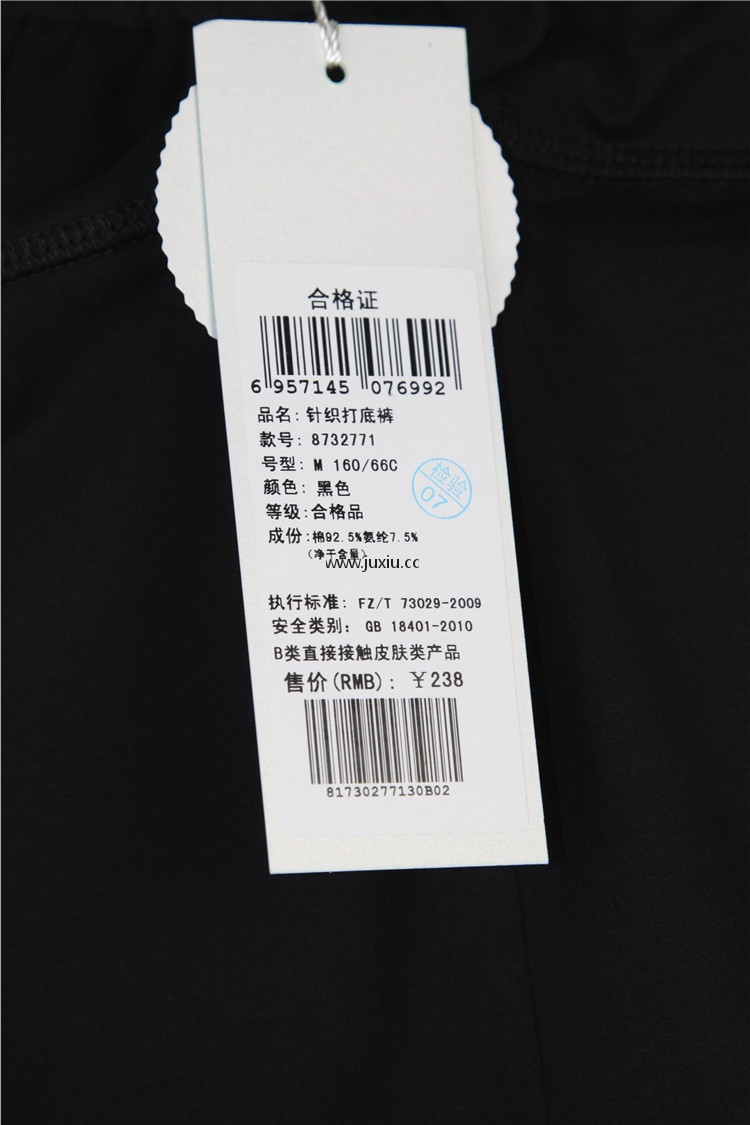 合格证
6 957145 076992
品名: 针织打底裤
款号: 8732771
号型: M 160/66C
颜色: 黑色
等级:合格品
检验
07
成份:棉92.5%氨纶7.5%
(净干含量)
www.juxiu.cc
执行标准: FZ/T 73029-2009
安全类别: GB 18401-2010
B类直接接触皮肤类产品
售价(RMB): ￥238
81730277130B02